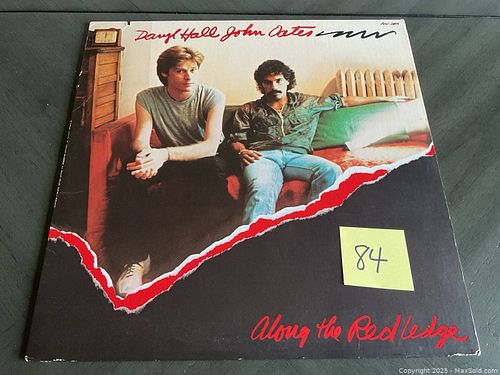 Daryl Hall John Oates
84
Along the Red Ledge
Copyright © 2025 - MaxSold.com